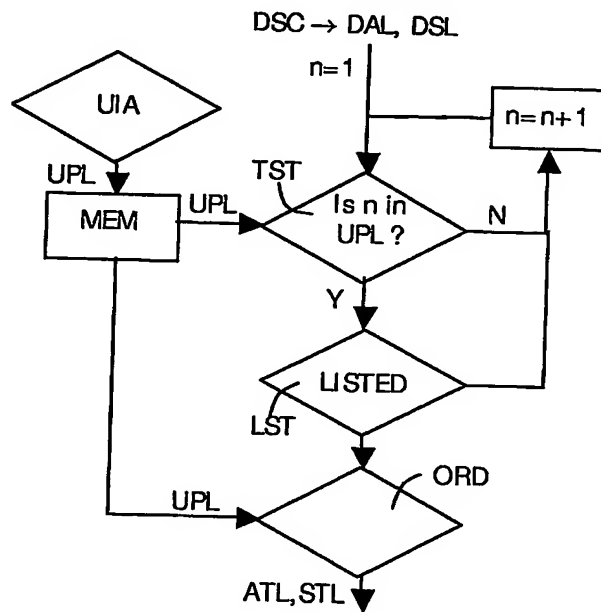 DSC → DAL, DSL
n=1
UIA
n=n+1
UPL
TST
MEM
UPL
Is n in
UPL ?
N
Y
LISTED
LST
ORD
UPL
ATL, STL